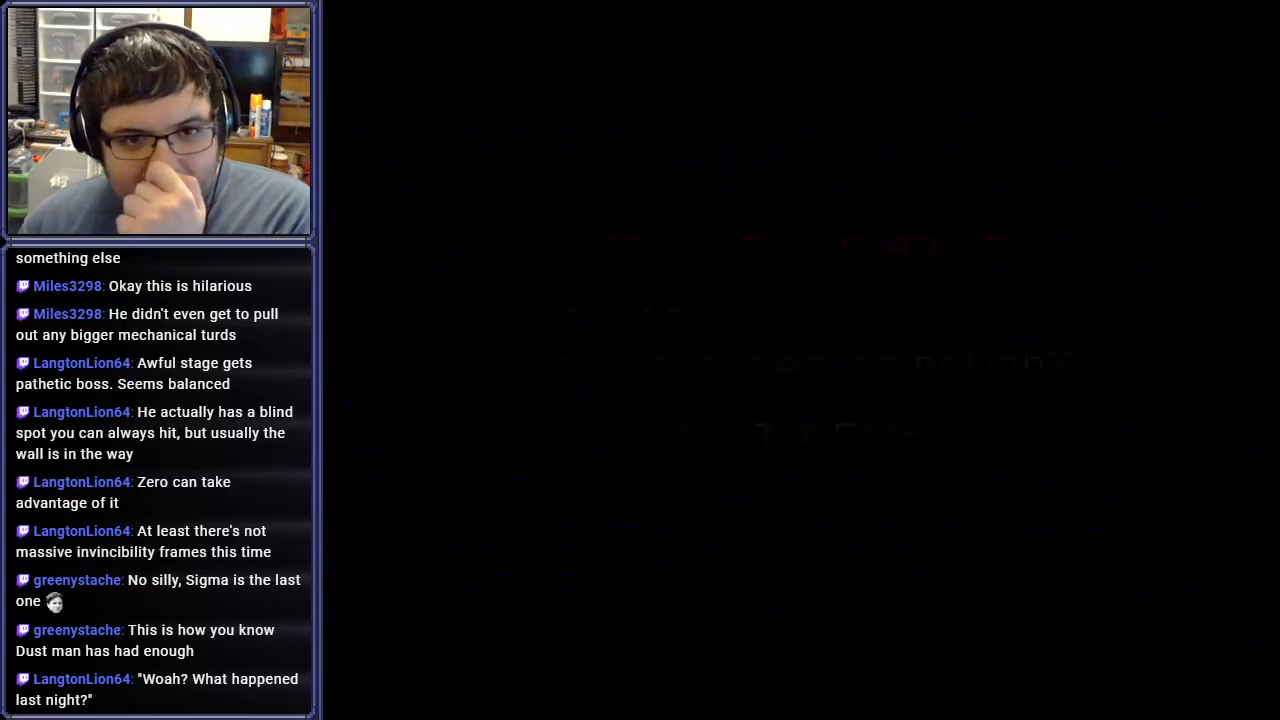 something else
Miles3298: Okay this is hilarious
Miles3298: He didn't even get to pull
out any bigger mechanical turds
LangtonLion64: Awful stage gets
pathetic boss. Seems balanced
LangtonLion64: He actually has a blind
spot you can always hit, but usually the
wall is in the way
LangtonLion64: Zero can take
advantage of it
LangtonLion64: At least there's not
massive invincibility frames this time
greenystache: No silly, Sigma is the last
one
greenystache: This is how you know
Dust man has had enough
LangtonLion64: "Woah? What happened
last night?"